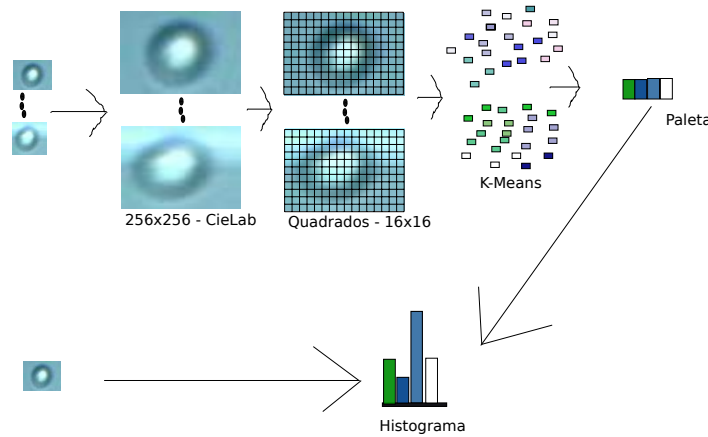 Paleta
K-Means
256x256 - CieLab
Quadrados - 16x16
Histograma